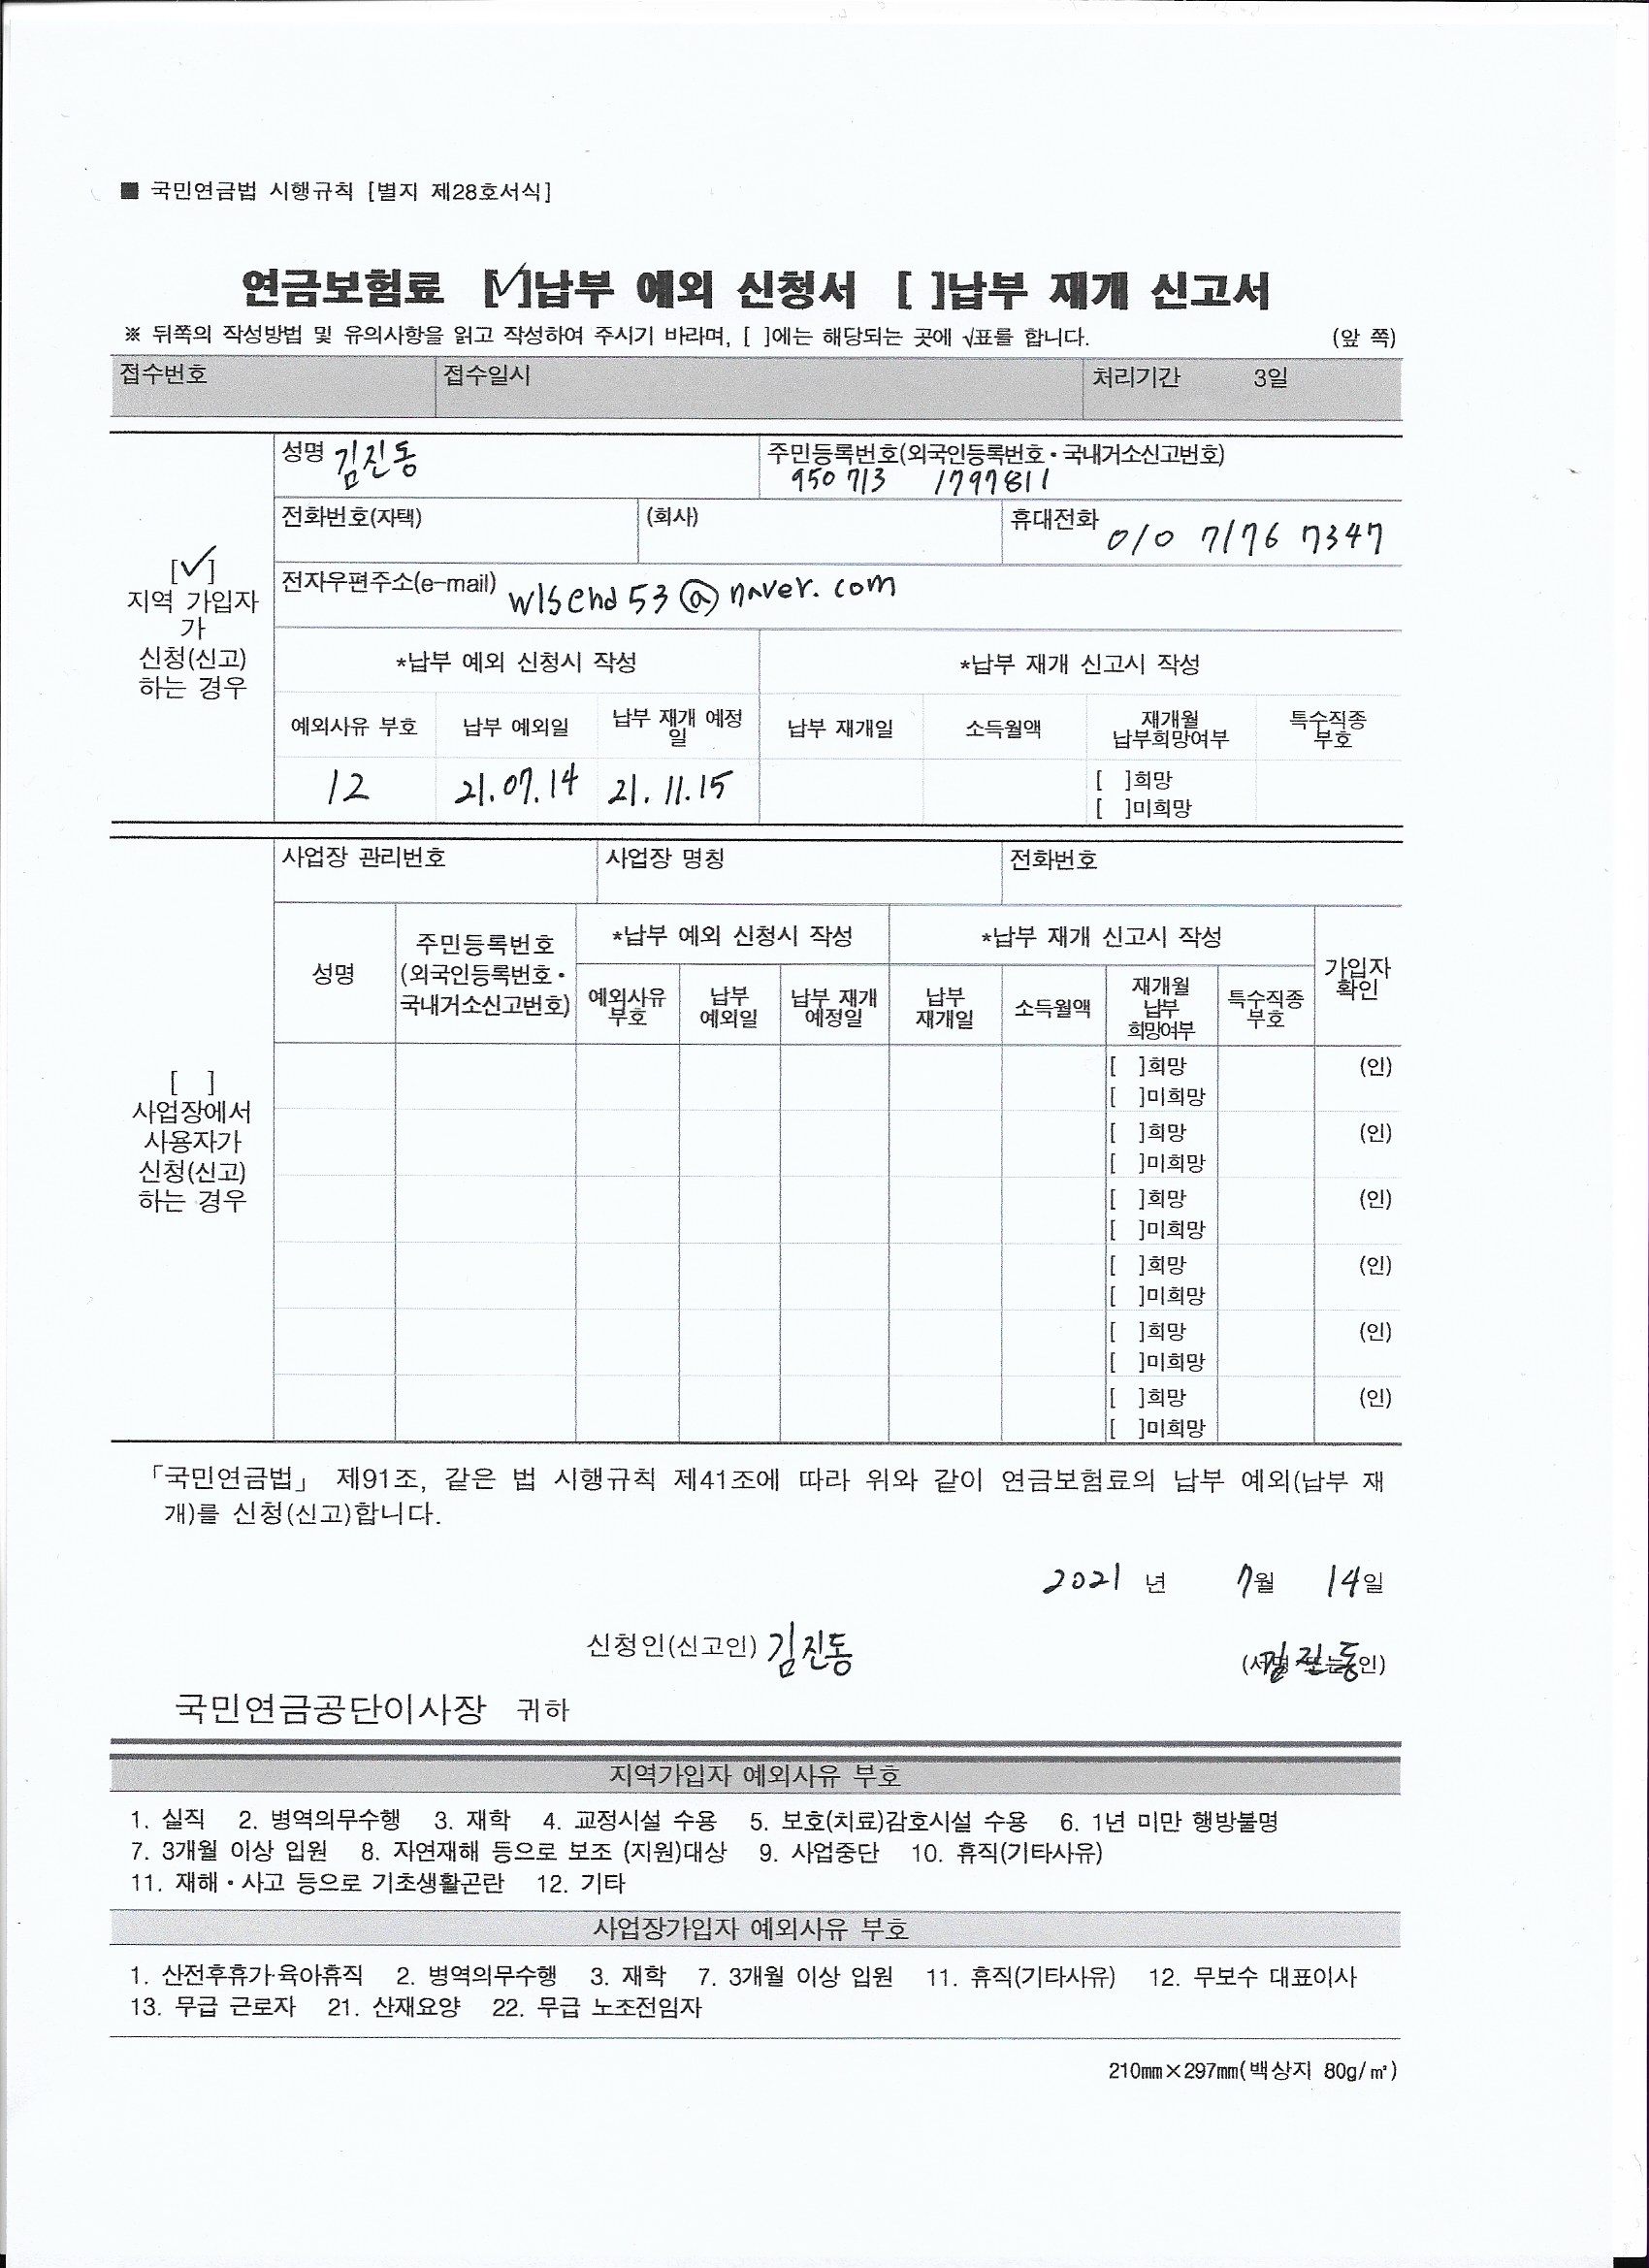 ■ 국민연금법 시행규칙 [별지 제28호서식]
연금보험료 [√]납부 예외 신청서 [ ]납부 재개 신고서
※ 뒤쪽의 작성방법 및 유의사항을 읽고 작성하여 주시기 바라며, [ ]에는 해당되는 곳에 √표를 합니다. (앞 쪽)
접수번호 접수일시 처리기간 3일
[√]
지역 가입자
가
신청(신고)
하는 경우
성명 김진동
주민등록번호(외국인등록번호·국내거소신고번호)
950713 1797811
전화번호(자택) (회사) 휴대전화 010 7176 7347
전자우편주소(e-mail) wlsend53@naver.com
*납부 예외 신청시 작성 *납부 재개 신고시 작성
예외사유 부호 납부 예외일 납부 재개 예정일 납부 재개일 소득월액 재개월 납부희망여부 특수직종 부호
12 21.07.14 21.11.15 [ ]희망
[ ]미희망
[ ]
사업장에서
사용자가
신청(신고)
하는 경우
사업장 관리번호 사업장 명칭 전화번호
성명 주민등록번호 (외국인등록번호· 국내거소신고번호) *납부 예외 신청시 작성 *납부 재개 신고시 작성 가입자 확인
예외사유 부호 납부 예외일 납부 재개 예정일 납부 재개일 소득월액 재개월 납부 희망여부 특수직종 부호
[ ]희망 (인)
[ ]미희망
[ ]희망 (인)
[ ]미희망
[ ]희망 (인)
[ ]미희망
[ ]희망 (인)
[ ]미희망
[ ]희망 (인)
[ ]미희망
[ ]희망 (인)
[ ]미희망
「국민연금법」 제91조, 같은 법 시행규칙 제41조에 따라 위와 같이 연금보험료의 납부 예외(납부 재
개)를 신청(신고)합니다.
2021 년 7월 14일
신청인(신고인) 김진동 (서명 또는 인) 김진동
국민연금공단이사장 귀하
지역가입자 예외사유 부호
1. 실직 2. 병역의무수행 3. 재학 4. 교정시설 수용 5. 보호(치료)감호시설 수용 6. 1년 미만 행방불명
7. 3개월 이상 입원 8. 자연재해 등으로 보조 (지원)대상 9. 사업중단 10. 휴직(기타사유)
11. 재해·사고 등으로 기초생활곤란 12. 기타
사업장가입자 예외사유 부호
1. 산전후휴가·육아휴직 2. 병역의무수행 3. 재학 7. 3개월 이상 입원 11. 휴직(기타사유) 12. 무보수 대표이사
13. 무급 근로자 21. 산재요양 22. 무급 노조전임자
210㎜×297㎜(백상지 80g/㎡)